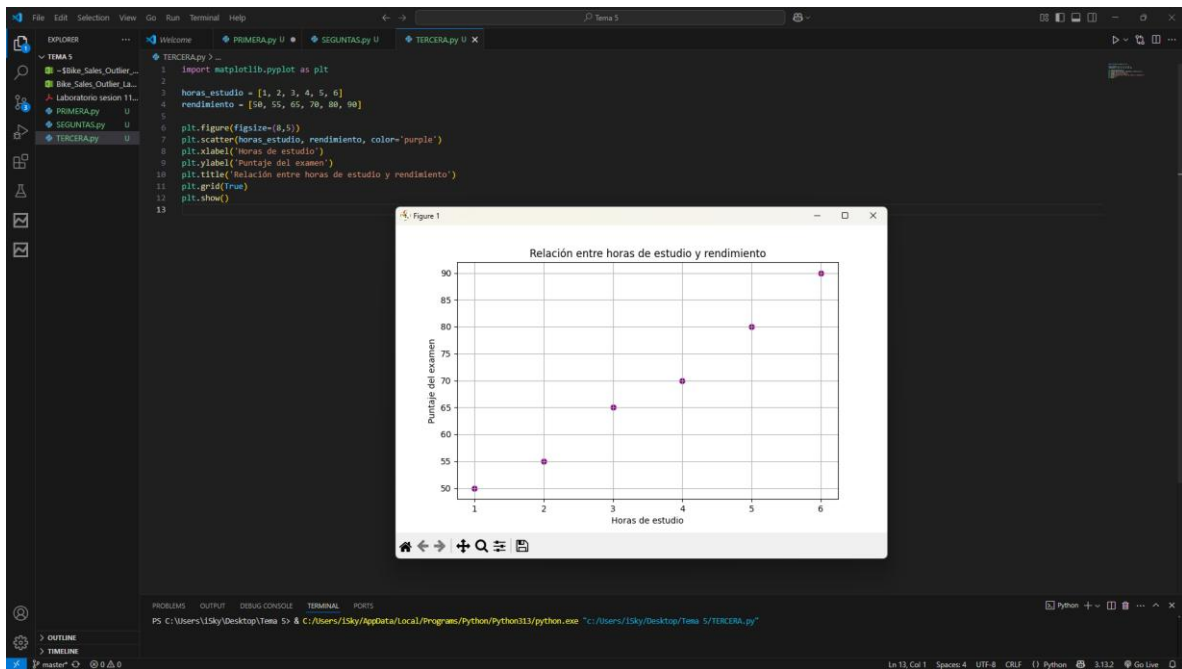 File Edit Selection View Go Run Terminal Help
Tema 5
EXPLORER
Welcome
PRIMERA.py U
SEGUNTAS.py U
TERCERA.py U
TEMA 5
~$Bike_Sales_Outlier_...
Bike_Sales_Outlier_La...
Laboratorio sesion 11...
PRIMERA.py U
SEGUNTAS.py U
TERCERA.py U
TERCERA.py > ...
1 import matplotlib.pyplot as plt
2
3 horas_estudio = [1, 2, 3, 4, 5, 6]
4 rendimiento = [50, 55, 65, 70, 80, 90]
5
6 plt.figure(figsize=(8,5))
7 plt.scatter(horas_estudio, rendimiento, color='purple')
8 plt.xlabel('Horas de estudio')
9 plt.ylabel('Puntaje del examen')
10 plt.title('Relación entre horas de estudio y rendimiento')
11 plt.grid(True)
12 plt.show()
13
Figure 1
Relación entre horas de estudio y rendimiento
Puntaje del examen
90
85
80
75
70
65
60
55
50
1 2 3 4 5 6
Horas de estudio
PROBLEMS OUTPUT DEBUG CONSOLE TERMINAL PORTS
Python
PS C:\Users\iSky\Desktop\Tema 5> & C:/Users/iSky/AppData/Local/Programs/Python/Python313/python.exe "c:/Users/iSky/Desktop/Tema 5/TERCERA.py"
OUTLINE
TIMELINE
master* 0 0 Ln 13, Col 1 Spaces: 4 UTF-8 CRLF Python 3.13.2 Go Live